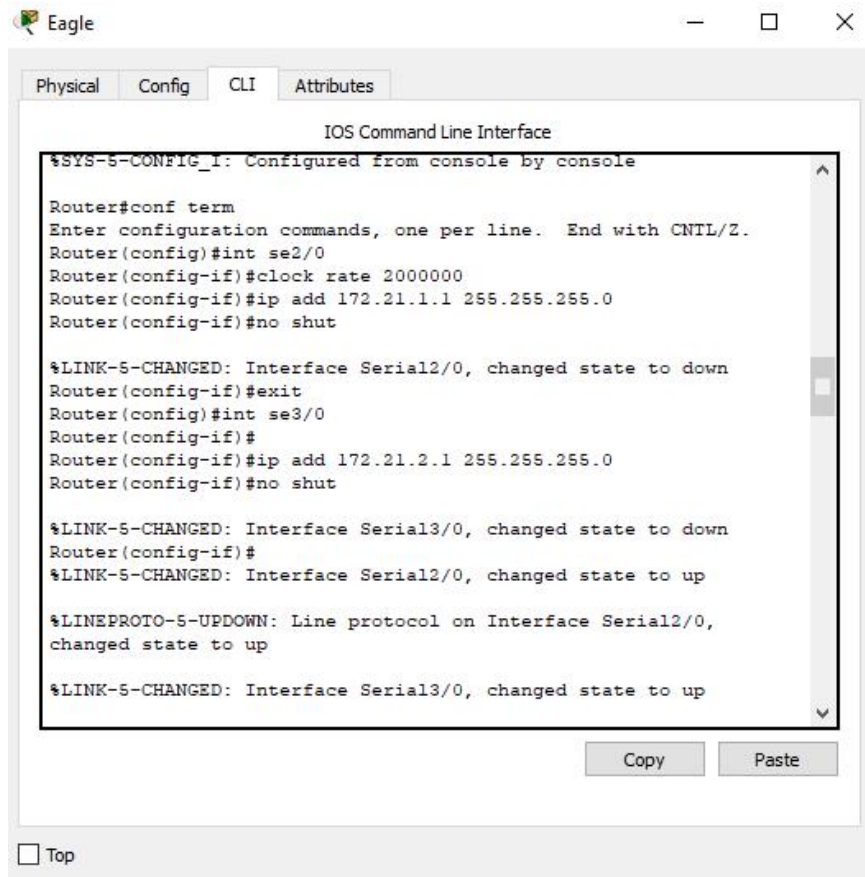 Eagle
Physical Config CLI Attributes
IOS Command Line Interface
%SYS-5-CONFIG_I: Configured from console by console
Router#conf term
Enter configuration commands, one per line.  End with CNTL/Z.
Router(config)#int se2/0
Router(config-if)#clock rate 2000000
Router(config-if)#ip add 172.21.1.1 255.255.255.0
Router(config-if)#no shut
%LINK-5-CHANGED: Interface Serial2/0, changed state to down
Router(config-if)#exit
Router(config)#int se3/0
Router(config-if)#
Router(config-if)#ip add 172.21.2.1 255.255.255.0
Router(config-if)#no shut
%LINK-5-CHANGED: Interface Serial3/0, changed state to down
Router(config-if)#
%LINK-5-CHANGED: Interface Serial2/0, changed state to up
%LINEPROTO-5-UPDOWN: Line protocol on Interface Serial2/0,
changed state to up
%LINK-5-CHANGED: Interface Serial3/0, changed state to up
Copy Paste
Top